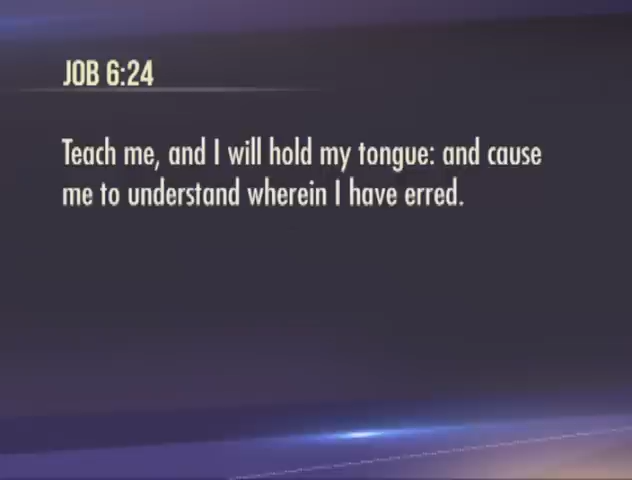 JOB 6:24
Teach me, and I will hold my tongue: and cause
me to understand wherein I have erred.